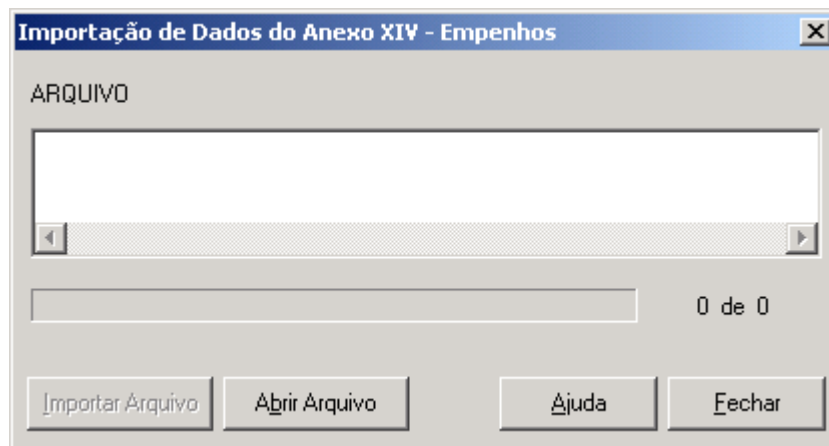 Importação de Dados do Anexo XIV - Empenhos
ARQUIVO
0 de 0
Importar Arquivo Abrir Arquivo Ajuda Fechar